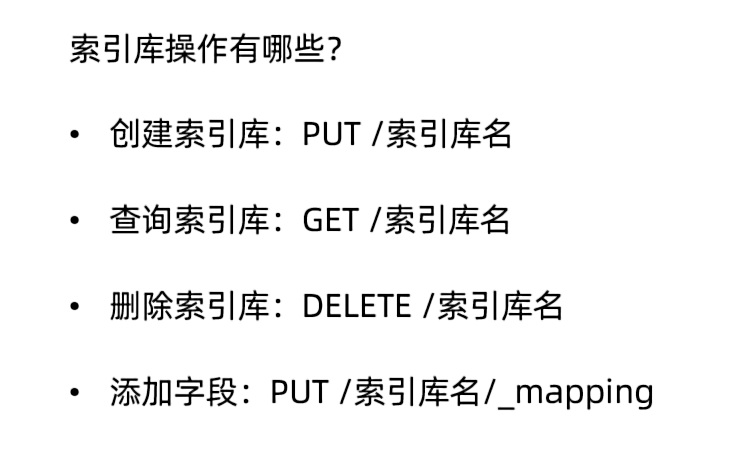 索引库操作有哪些？
• 创建索引库：PUT /索引库名
• 查询索引库：GET /索引库名
• 删除索引库：DELETE /索引库名
• 添加字段：PUT /索引库名/_mapping